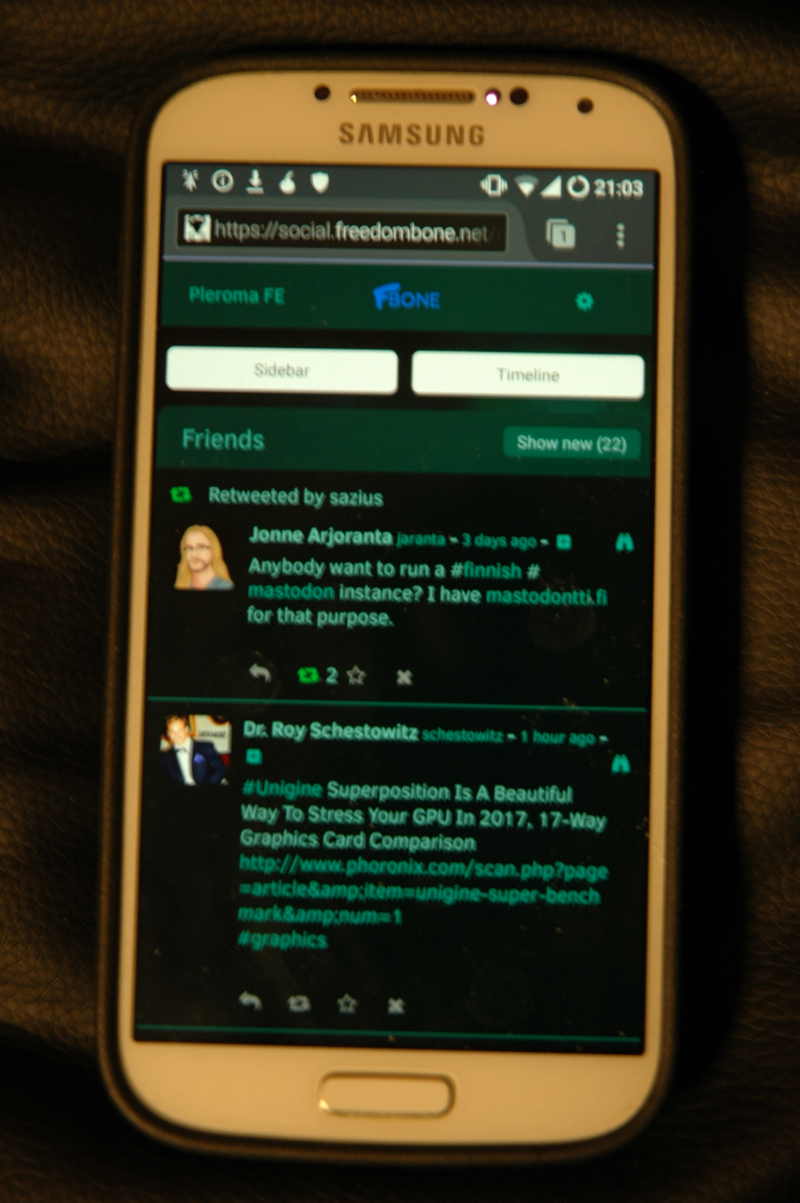 SAMSUNG
21:03
https://social.freedombone.net/
1
Pleroma FE
FBONE
Sidebar
Timeline
Friends
Show new (22)
Retweeted by sazius
Jonne Arjoranta jaranta - 3 days ago -
Anybody want to run a #finnish #
mastodon instance? I have mastodontti.fi
for that purpose.
2
Dr. Roy Schestowitz schestowitz - 1 hour ago -
#Unigine Superposition Is A Beautiful
Way To Stress Your GPU In 2017, 17-Way
Graphics Card Comparison
http://www.phoronix.com/scan.php?page
=article&amp;item=unigine-super-bench
mark&amp;num=1
#graphics